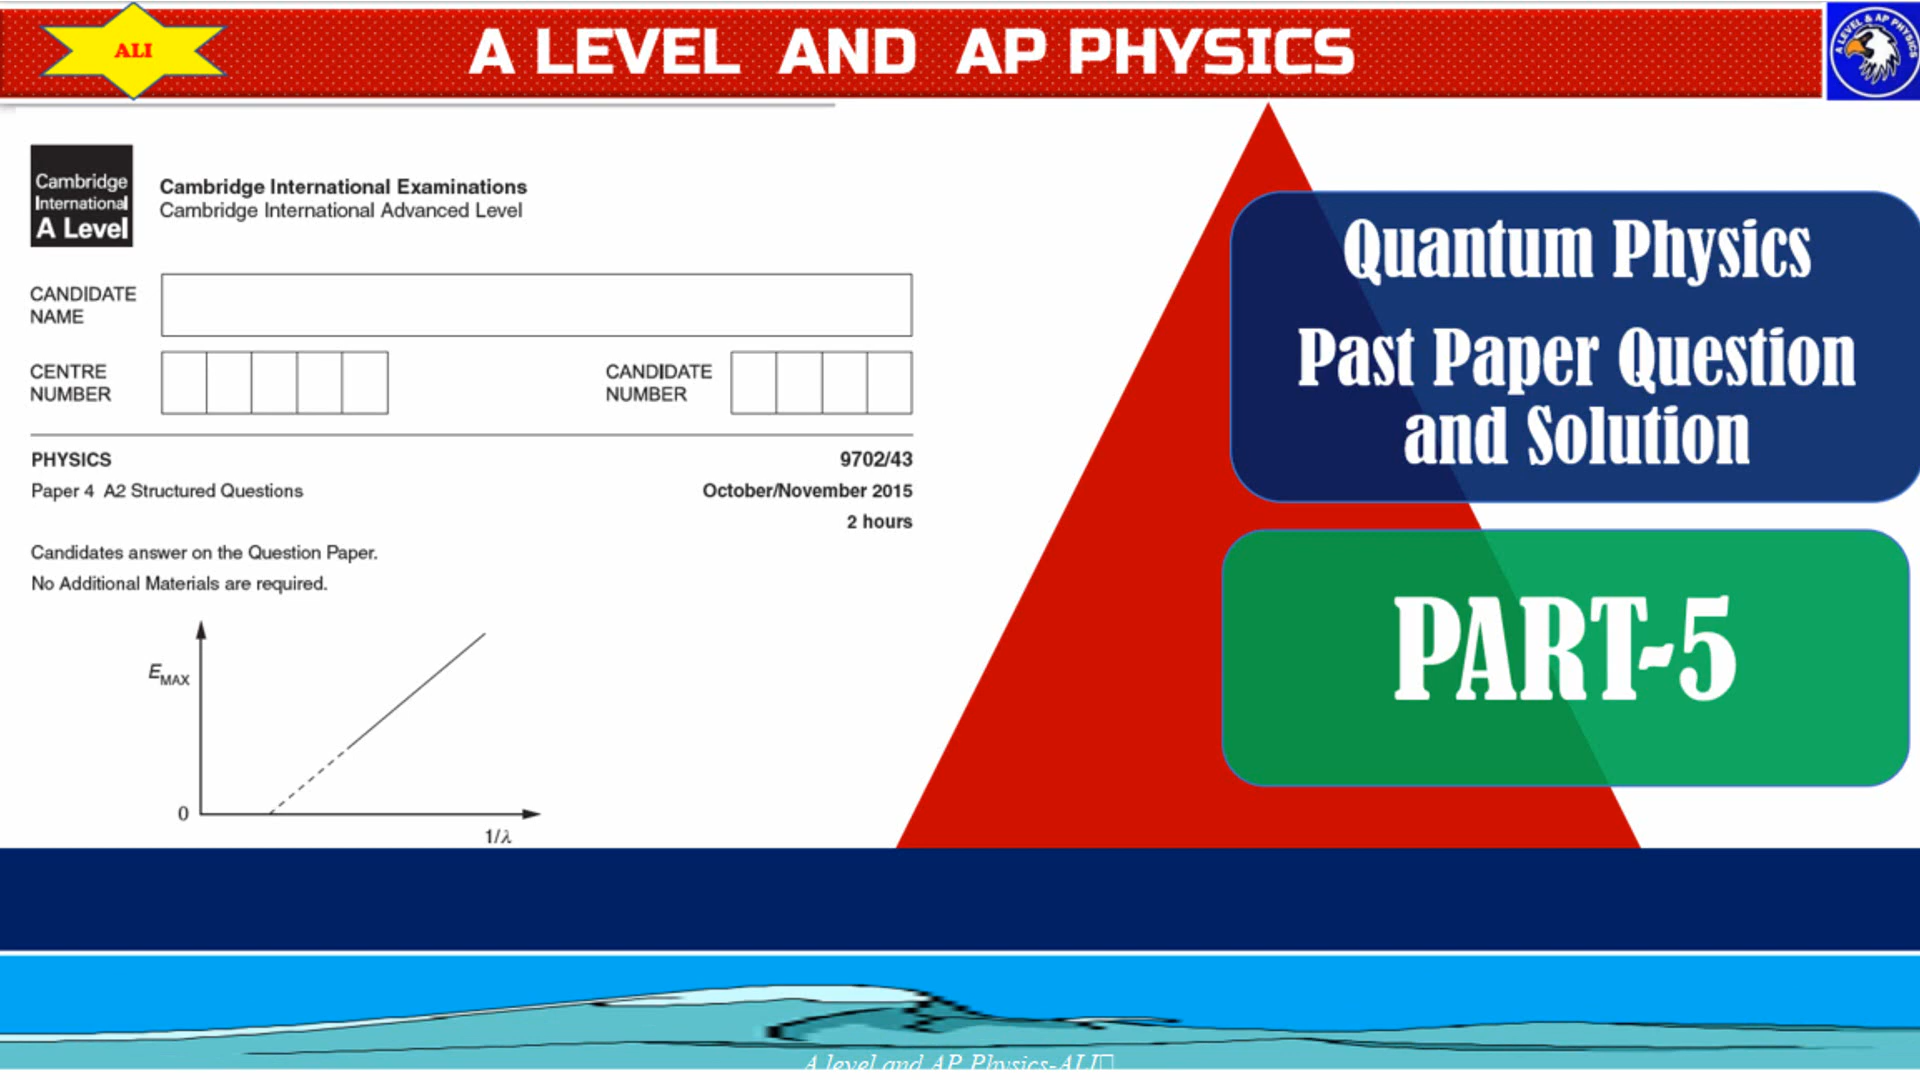 ALI
A LEVEL AND AP PHYSICS
A LEVEL & AP PHYSICS
Cambridge
International
A Level
Cambridge International Examinations
Cambridge International Advanced Level
CANDIDATE
NAME
CENTRE
NUMBER
CANDIDATE
NUMBER
PHYSICS 9702/43
Paper 4 A2 Structured Questions October/November 2015
2 hours
Candidates answer on the Question Paper.
No Additional Materials are required.
EMAX
0
1/λ
Quantum Physics
Past Paper Question
and Solution
PART-5
A level and AP Physics-ALI